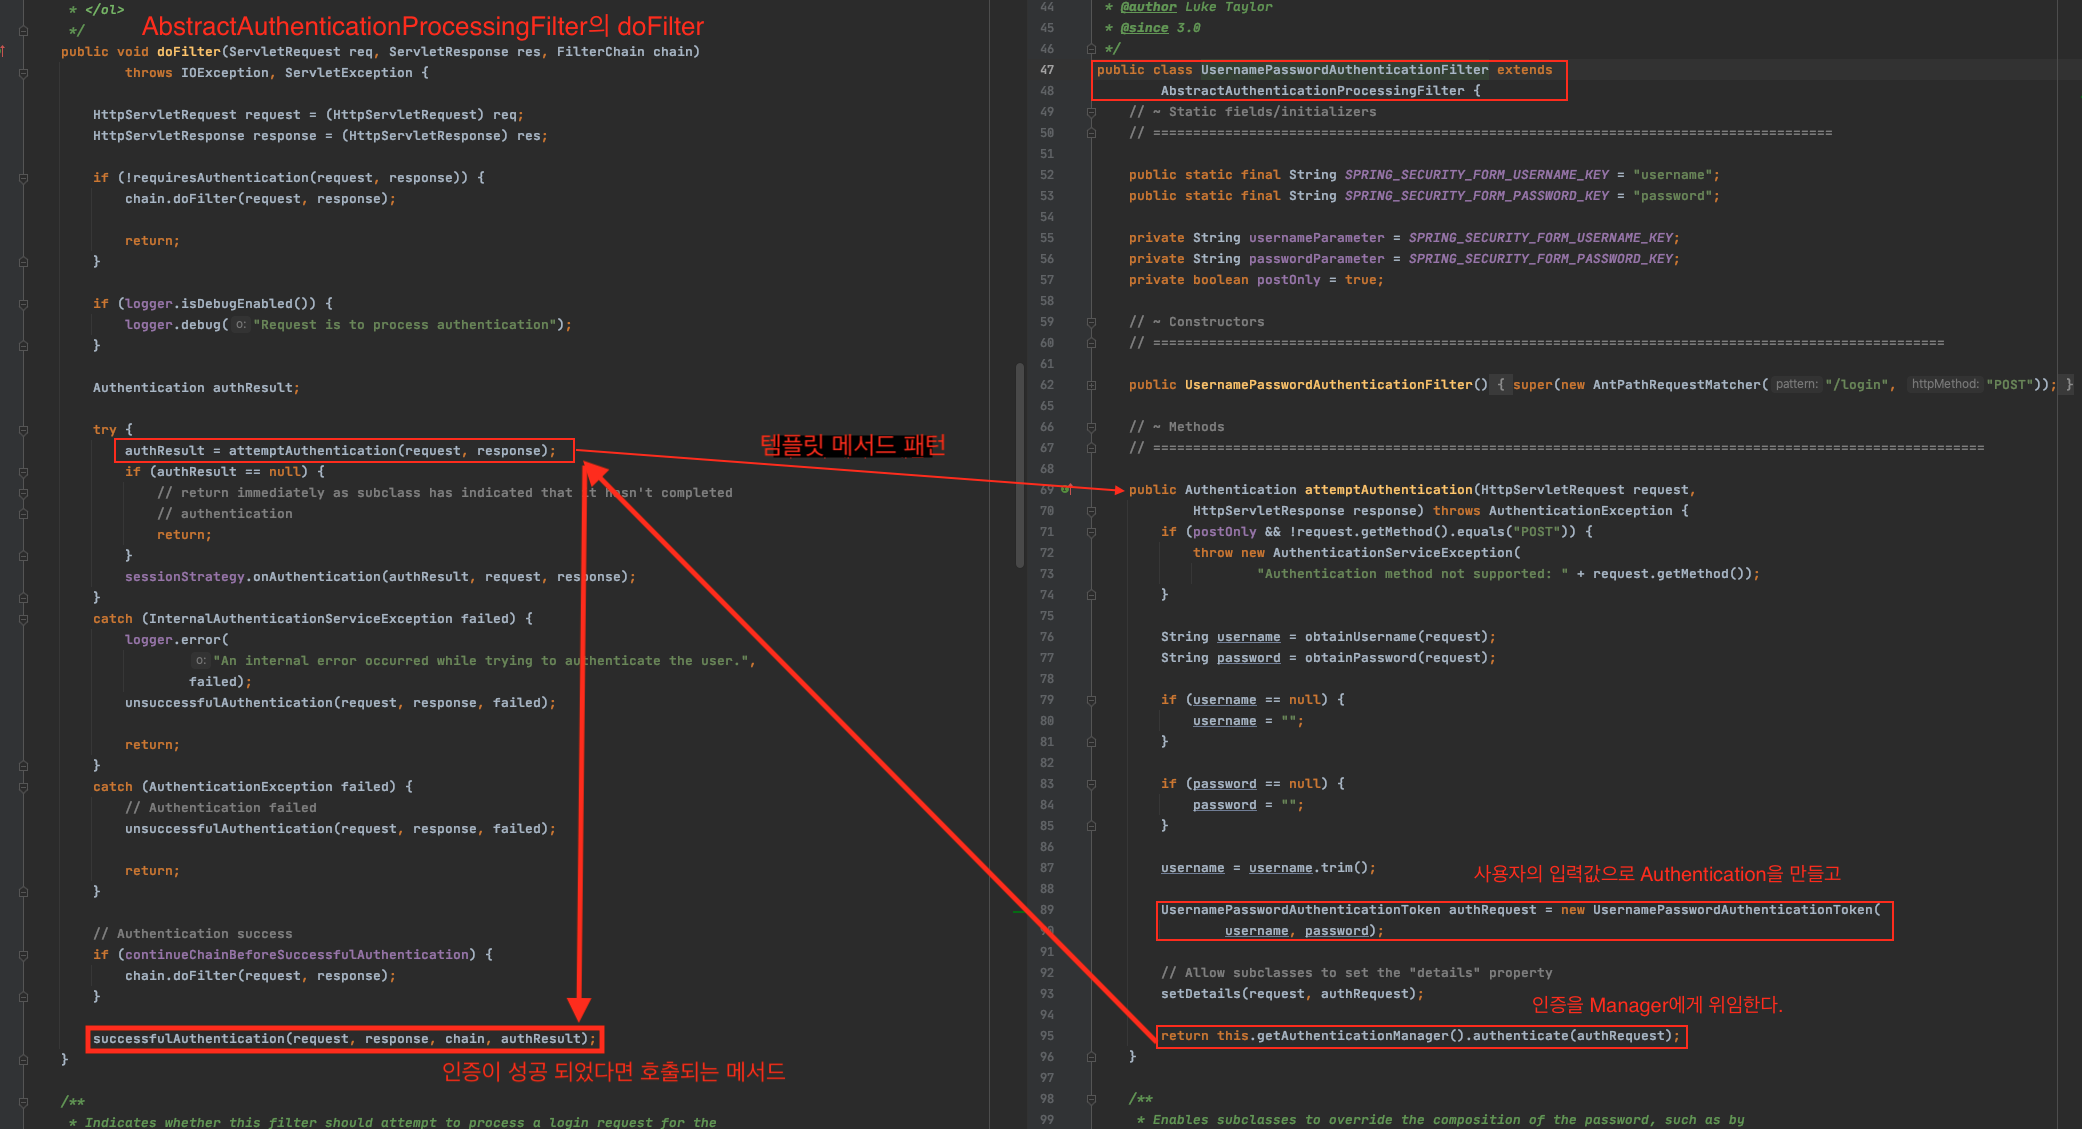 * </ol>
*/
AbstractAuthenticationProcessingFilter의 doFilter
public void doFilter(ServletRequest req, ServletResponse res, FilterChain chain)
throws IOException, ServletException {
HttpServletRequest request = (HttpServletRequest) req;
HttpServletResponse response = (HttpServletResponse) res;
if (!requiresAuthentication(request, response)) {
chain.doFilter(request, response);
return;
}
if (logger.isDebugEnabled()) {
logger.debug( o: "Request is to process authentication");
}
Authentication authResult;
try {
authResult = attemptAuthentication(request, response);
if (authResult == null) {
// return immediately as subclass has indicated that it hasn't completed
// authentication
return;
}
sessionStrategy.onAuthentication(authResult, request, response);
}
catch (InternalAuthenticationServiceException failed) {
logger.error(
o: "An internal error occurred while trying to authenticate the user.",
failed);
unsuccessfulAuthentication(request, response, failed);
return;
}
catch (AuthenticationException failed) {
// Authentication failed
unsuccessfulAuthentication(request, response, failed);
return;
}
// Authentication success
if (continueChainBeforeSuccessfulAuthentication) {
chain.doFilter(request, response);
}
successfulAuthentication(request, response, chain, authResult);
}
인증이 성공 되었다면 호출되는 메서드
/**
* Indicates whether this filter should attempt to process a login request for the
템플릿 메서드 패턴
44 * @author Luke Taylor
45 * @since 3.0
46 */
47 public class UsernamePasswordAuthenticationFilter extends
48 AbstractAuthenticationProcessingFilter {
49 // ~ Static fields/initializers
50 // =====================================================================================
51
52 public static final String SPRING_SECURITY_FORM_USERNAME_KEY = "username";
53 public static final String SPRING_SECURITY_FORM_PASSWORD_KEY = "password";
54
55 private String usernameParameter = SPRING_SECURITY_FORM_USERNAME_KEY;
56 private String passwordParameter = SPRING_SECURITY_FORM_PASSWORD_KEY;
57 private boolean postOnly = true;
58
59 // ~ Constructors
60 // ===================================================================================================
61
62 public UsernamePasswordAuthenticationFilter() { super(new AntPathRequestMatcher( pattern: "/login", httpMethod: "POST")); }
65
66 // ~ Methods
67 // ========================================================================================================
68
69 public Authentication attemptAuthentication(HttpServletRequest request,
70 HttpServletResponse response) throws AuthenticationException {
71 if (postOnly && !request.getMethod().equals("POST")) {
72 throw new AuthenticationServiceException(
73 "Authentication method not supported: " + request.getMethod());
74 }
75
76 String username = obtainUsername(request);
77 String password = obtainPassword(request);
78
79 if (username == null) {
80 username = "";
81 }
82
83 if (password == null) {
84 password = "";
85 }
86
87 username = username.trim();
사용자의 입력값으로 Authentication을 만들고
88
89 UsernamePasswordAuthenticationToken authRequest = new UsernamePasswordAuthenticationToken(
90 username, password);
91
92 // Allow subclasses to set the "details" property
93 setDetails(request, authRequest);
인증을 Manager에게 위임한다.
94
95 return this.getAuthenticationManager().authenticate(authRequest);
96 }
97
98 /**
99 * Enables subclasses to override the composition of the password, such as by